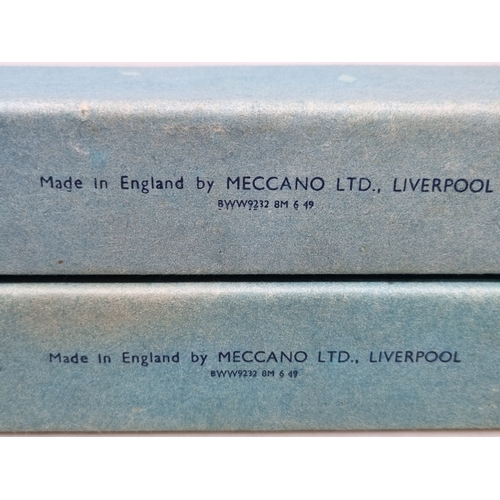 Made in England by MECCANO LTD., LIVERPOOL
BWW9232 8M 6 49
Made in England by MECCANO LTD., LIVERPOOL
BWW9232 8M 6 49